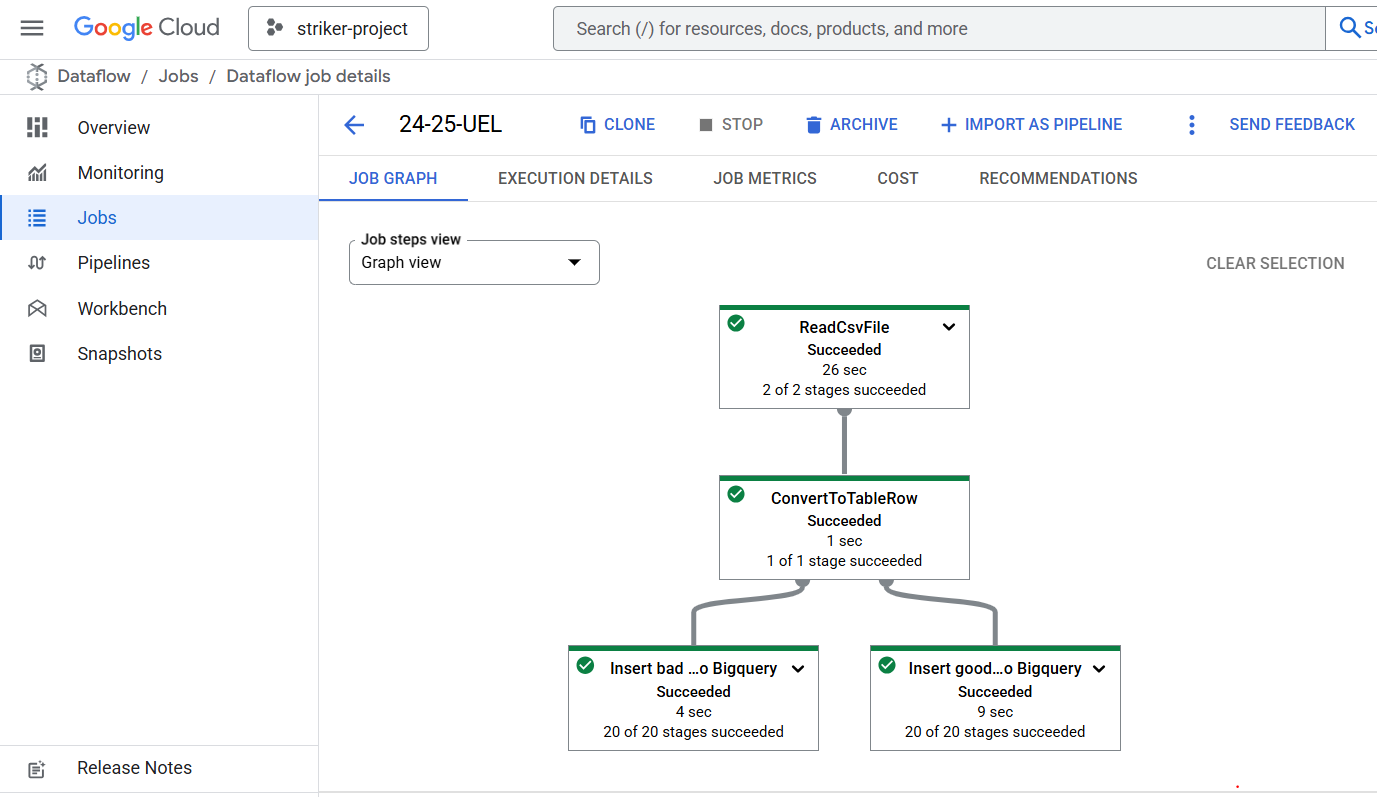 Google Cloud
striker-project
Search (/) for resources, docs, products, and more
Dataflow / Jobs / Dataflow job details
Overview
Monitoring
Jobs
Pipelines
Workbench
Snapshots
Release Notes
24-25-UEL
CLONE
STOP
ARCHIVE
IMPORT AS PIPELINE
SEND FEEDBACK
JOB GRAPH
EXECUTION DETAILS
JOB METRICS
COST
RECOMMENDATIONS
Job steps view
Graph view
CLEAR SELECTION
ReadCsvFile
Succeeded
26 sec
2 of 2 stages succeeded
ConvertToTableRow
Succeeded
1 sec
1 of 1 stage succeeded
Insert bad ...o Bigquery
Succeeded
4 sec
20 of 20 stages succeeded
Insert good...o Bigquery
Succeeded
9 sec
20 of 20 stages succeeded